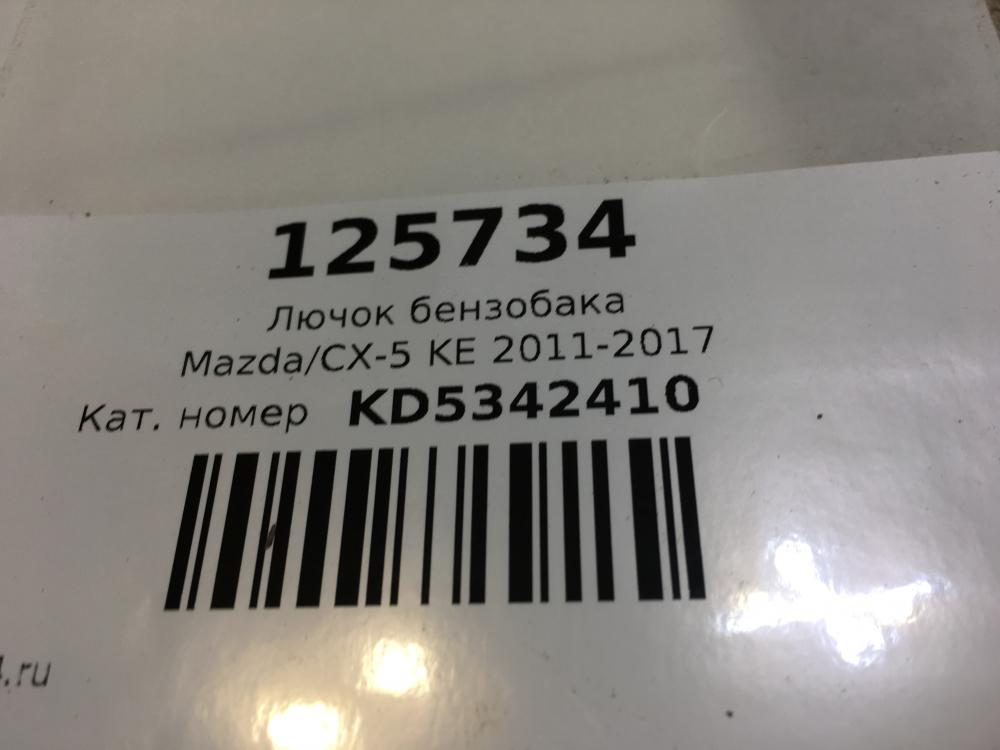 125734
Лючок бензобака
Mazda/CX-5 KE 2011-2017
Кат. номер KD5342410
.ru